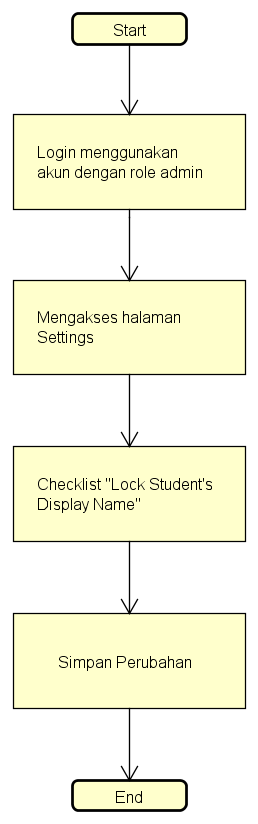 Start
Login menggunakan
akun dengan role admin
Mengakses halaman
Settings
Checklist "Lock Student's
Display Name"
Simpan Perubahan
End